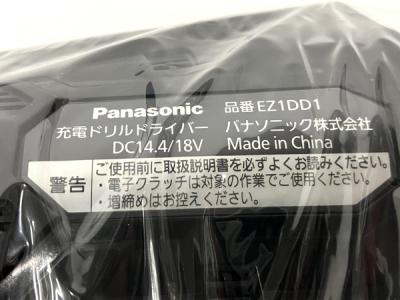 Panasonic 品番 EZ1DD1
充電ドリルドライバー パナソニック株式会社
DC14.4/18V Made in China
警告 ご使用前に取扱説明書を必ずよくお読みください。
・電子クラッチは対象の作業でご使用ください。
・増締めはお控えください。